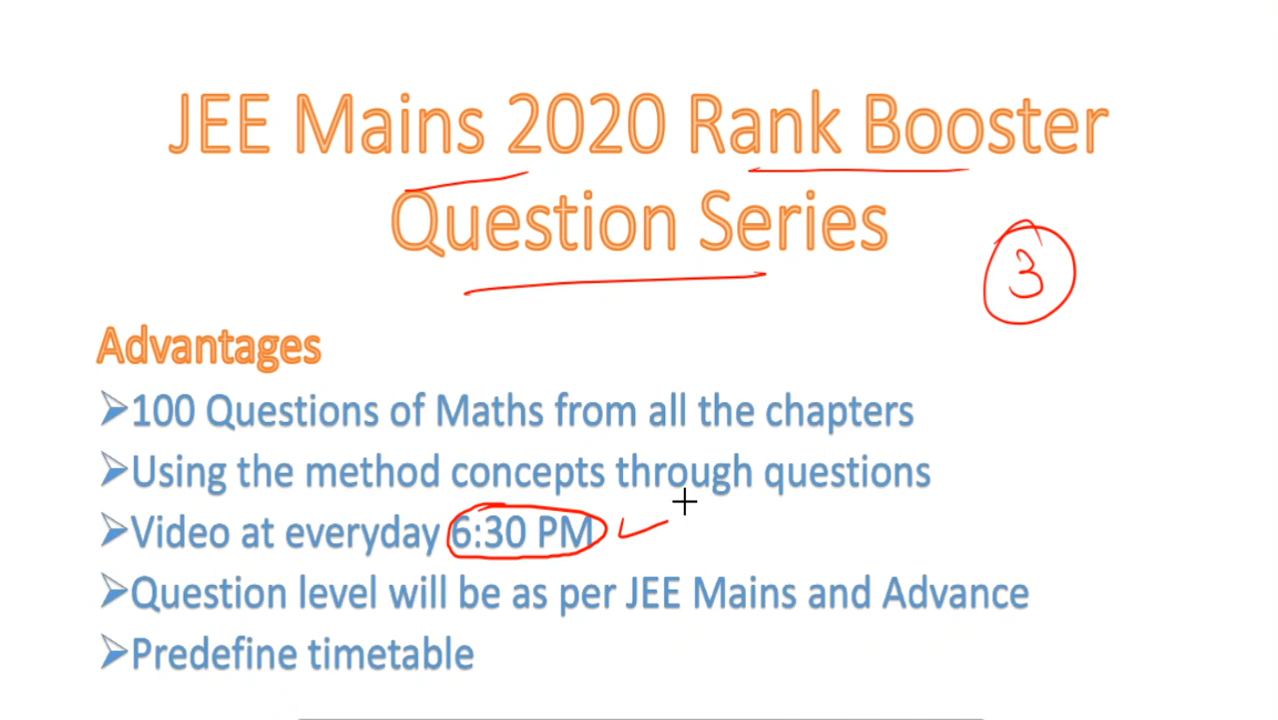 JEE Mains 2020 Rank Booster
Question Series
3
Advantages
➢100 Questions of Maths from all the chapters
➢Using the method concepts through questions
➢Video at everyday 6:30 PM
➢Question level will be as per JEE Mains and Advance
➢Predefine timetable